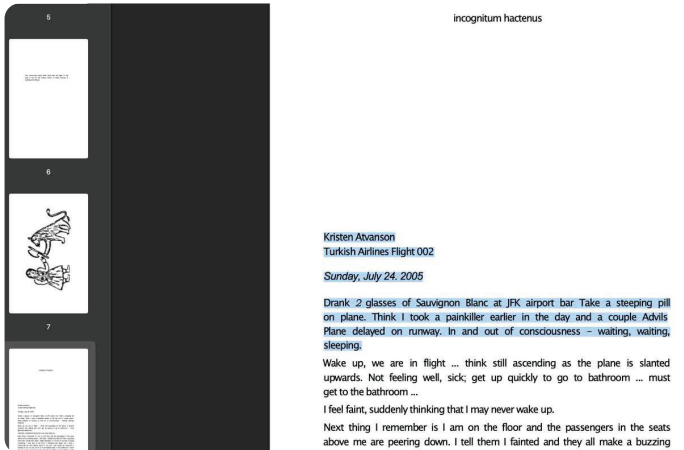 5
6
7
incognitum hactenus
Kristen Atvanson
Turkish Airlines Flight 002
Sunday, July 24. 2005
Drank 2 glasses of Sauvignon Blanc at JFK airport bar Take a steeping pill
on plane. Think I took a painkiller earlier in the day and a couple Advils
Plane delayed on runway. In and out of consciousness – waiting, waiting,
sleeping.
Wake up, we are in flight ... think still ascending as the plane is slanted
upwards. Not feeling well, sick; get up quickly to go to bathroom ... must
get to the bathroom ...
I feel faint, suddenly thinking that I may never wake up.
Next thing I remember is I am on the floor and the passengers in the seats
above me are peering down. I tell them I fainted and they all make a buzzing